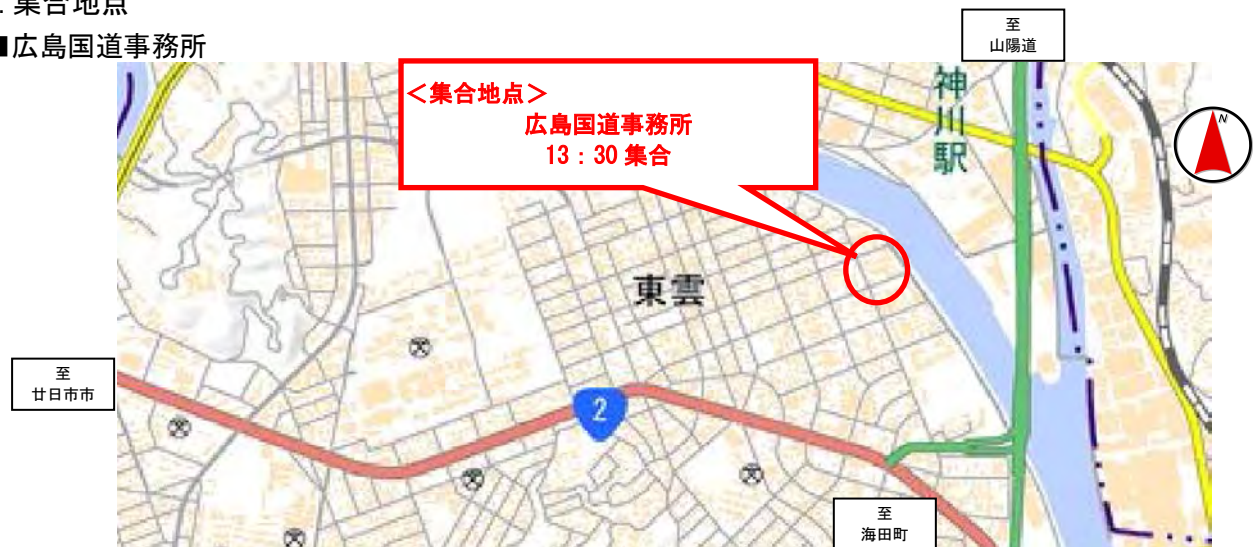 集合地点
■広島国道事務所
至
山陽道
＜集合地点＞
広島国道事務所
13：30 集合
神川駅
N
東雲
至
廿日市市
2
至
海田町